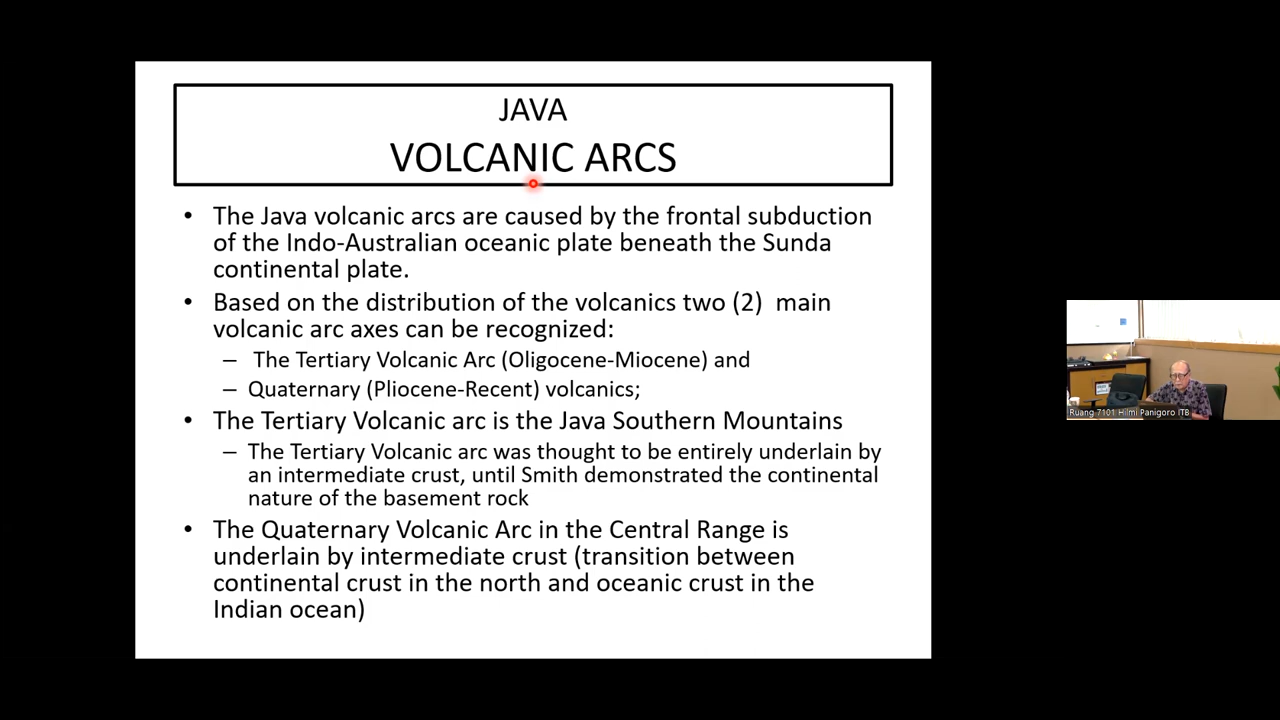 JAVA
VOLCANIC ARCS
• The Java volcanic arcs are caused by the frontal subduction
of the Indo-Australian oceanic plate beneath the Sunda
continental plate.
• Based on the distribution of the volcanics two (2) main
volcanic arc axes can be recognized:
– The Tertiary Volcanic Arc (Oligocene-Miocene) and
– Quaternary (Pliocene-Recent) volcanics;
• The Tertiary Volcanic arc is the Java Southern Mountains
– The Tertiary Volcanic arc was thought to be entirely underlain by
an intermediate crust, until Smith demonstrated the continental
nature of the basement rock
• The Quaternary Volcanic Arc in the Central Range is
underlain by intermediate crust (transition between
continental crust in the north and oceanic crust in the
Indian ocean)
Ruang 7101 Hilmi Panigoro ITB